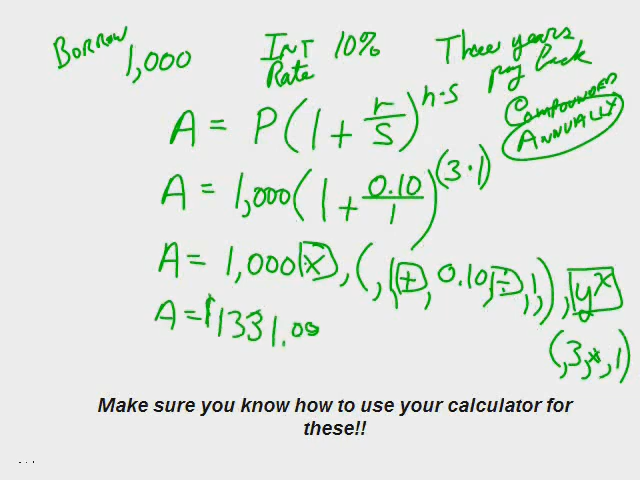 Borrow 1,000
INT Rate 10%
Three years pay back
Compounded Annually
A = P(1 + r/s)^n·s
A = 1,000(1 + 0.10/1)^(3·1)
A = 1,000[x], (, 1[+], 0.10, [÷], 1, ), [y^x]
(, 3, x, 1)
A = $1331.00
Make sure you know how to use your calculator for
these!!